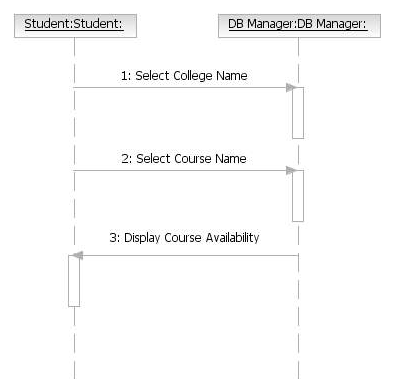 Student:Student:
DB Manager:DB Manager:
1: Select College Name
2: Select Course Name
3: Display Course Availability